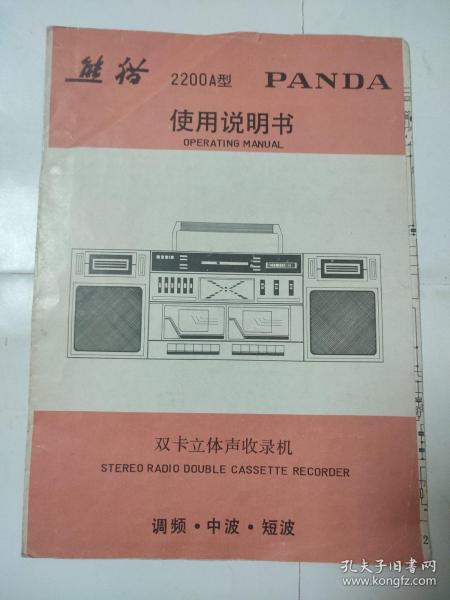 熊猫 2200A型 PANDA
使用说明书
OPERATING MANUAL
双卡立体声收录机
STEREO RADIO DOUBLE CASSETTE RECORDER
调频·中波·短波
2
孔夫子旧书网
www.kongfz.com